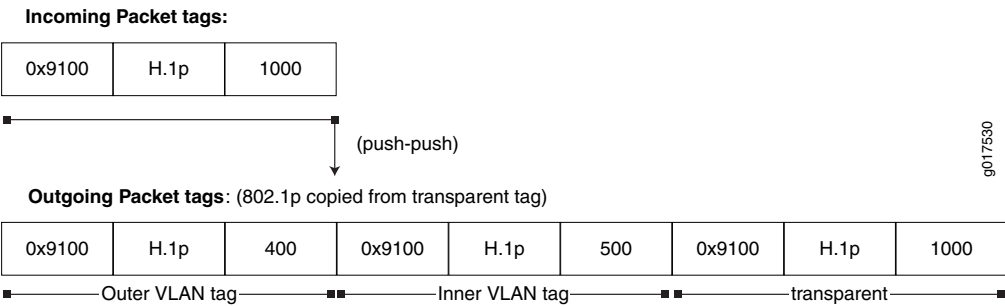 Incoming Packet tags:
0x9100 H.1p 1000
(push-push)
g017530
Outgoing Packet tags: (802.1p copied from transparent tag)
0x9100 H.1p 400 0x9100 H.1p 500 0x9100 H.1p 1000
Outer VLAN tag Inner VLAN tag transparent